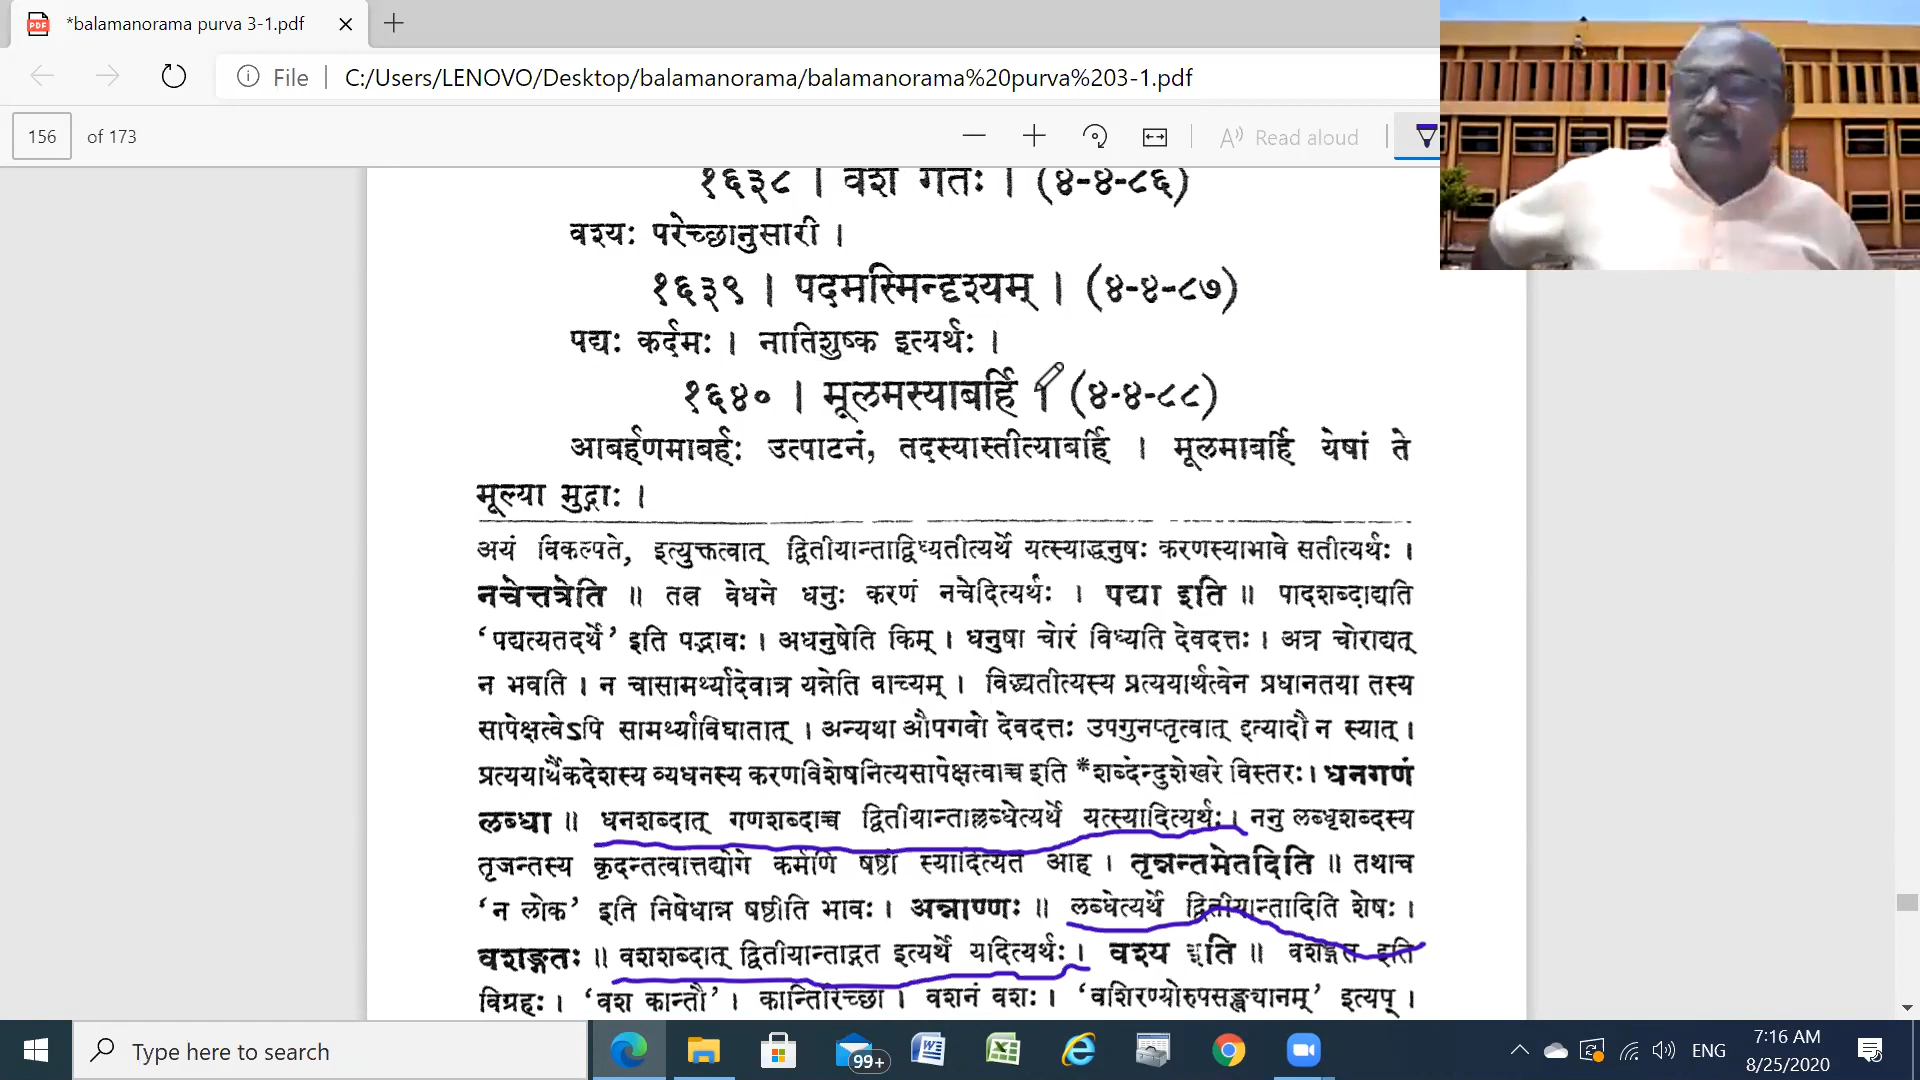 *balamanorama purva 3-1.pdf
File | C:/Users/LENOVO/Desktop/balamanorama/balamanorama%20purva%203-1.pdf
156 of 173
Read aloud
१६३८ । वशं गतः । (४-४-८६)
वश्यः परेच्छानुसारी ।
१६३९ । पदमस्मिन्दृश्यम् । (४-४-८७)
पद्यः कर्दमः । नातिशुष्क इत्यर्थः ।
१६४० । मूलमस्याबर्हि । (४-४-८८)
आबर्हणमाबर्हः उत्पाटनं, तदस्यास्तीत्याबर्हि । मूलमाबर्हि येषां ते
मूल्या मुद्गाः ।
अयं विकल्पते, इत्युक्तत्वात् द्वितीयान्ताद्विध्यतीत्यर्थे यत्स्याद्धनुषः करणस्याभावे सतीत्यर्थः ।
नचेत्तत्रेति ॥ तत्र वेधने धनुः करणं नचेदित्यर्थः । पद्या इति ॥ पादशब्दाद्यति
‘पद्यत्यतदर्थे’ इति पद्भावः । अधनुषेति किम् । धनुषा चोरं विध्यति देवदत्तः । अत्र चोराद्यत्
न भवति । न चासामर्थ्यादेवात्र यन्नेति वाच्यम् । विद्ध्यतीत्यस्य प्रत्ययार्थत्वेन प्रधानतया तस्य
सापेक्षत्वेऽपि सामर्थ्याविघातात् । अन्यथा औपगवो देवदत्तः उपगुनप्तृत्वात् इत्यादौ न स्यात् ।
प्रत्ययार्थैकदेशस्य व्यधनस्य करणविशेषनित्यसापेक्षत्वाच्च इति *शब्देन्दुशेखरे विस्तरः । धनगणं
लब्धा ॥ धनशब्दात् गणशब्दाच्च द्वितीयान्ताल्लब्धेत्यर्थे यत्स्यादित्यर्थः । ननु लब्धृशब्दस्य
तृजन्तस्य कृदन्तत्वात्तद्योगे कर्मणि षष्ठी स्यादित्यत आह । तृन्नन्तमेतदिति ॥ तथाच
‘न लोक’ इति निषेधान्न षष्ठीति भावः । अन्नाण्णः ॥ लब्धेत्यर्थे द्वितीयान्तादिति शेषः ।
वशङ्गतः ॥ वशशब्दात् द्वितीयान्ताद्गत इत्यर्थे यदित्यर्थः । वश्य इति ॥ वशङ्गत इति
विग्रहः । ‘वश कान्तौ’ । कान्तिरिच्छा । वशनं वशः । ‘वशिरण्योरुपसङ्ख्यानम्’ इत्यप् ।
Type here to search
99+
ENG
7:16 AM
8/25/2020